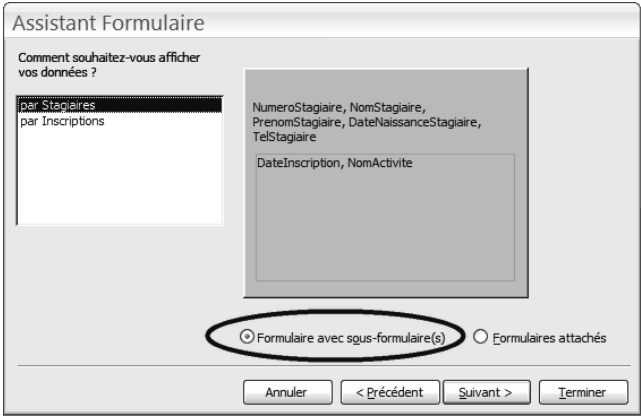 Assistant Formulaire
Comment souhaitez-vous afficher
vos données ?
par Stagiaires
par Inscriptions
NumeroStagiaire, NomStagiaire,
PrenomStagiaire, DateNaissanceStagiaire,
TelStagiaire
DateInscription, NomActivite
Formulaire avec sous-formulaire(s)
Formulaires attachés
Annuler
< Précédent
Suivant >
Terminer